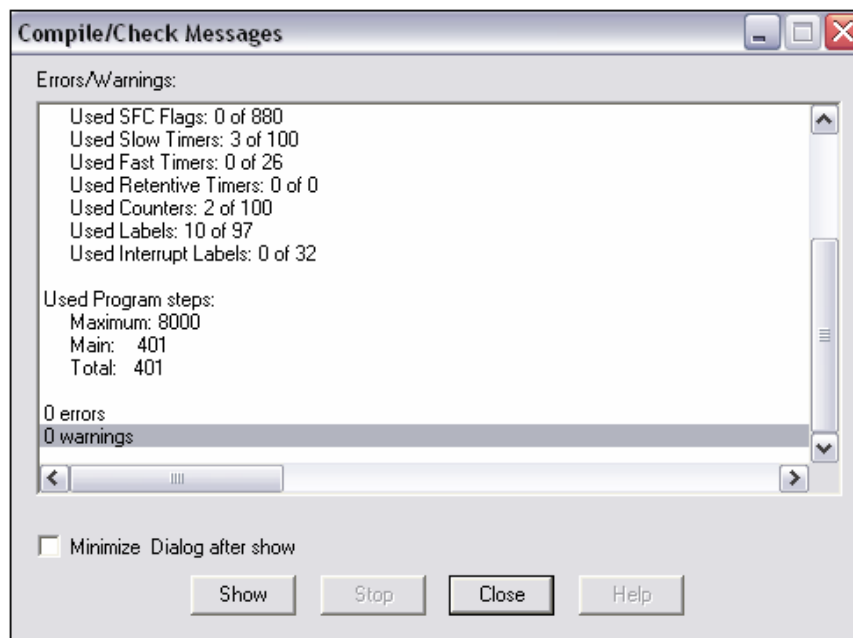 Compile/Check Messages
Errors/Warnings:
Used SFC Flags: 0 of 880
Used Slow Timers: 3 of 100
Used Fast Timers: 0 of 26
Used Retentive Timers: 0 of 0
Used Counters: 2 of 100
Used Labels: 10 of 97
Used Interrupt Labels: 0 of 32
Used Program steps:
Maximum: 8000
Main: 401
Total: 401
0 errors
0 warnings
Minimize Dialog after show
Show Stop Close Help